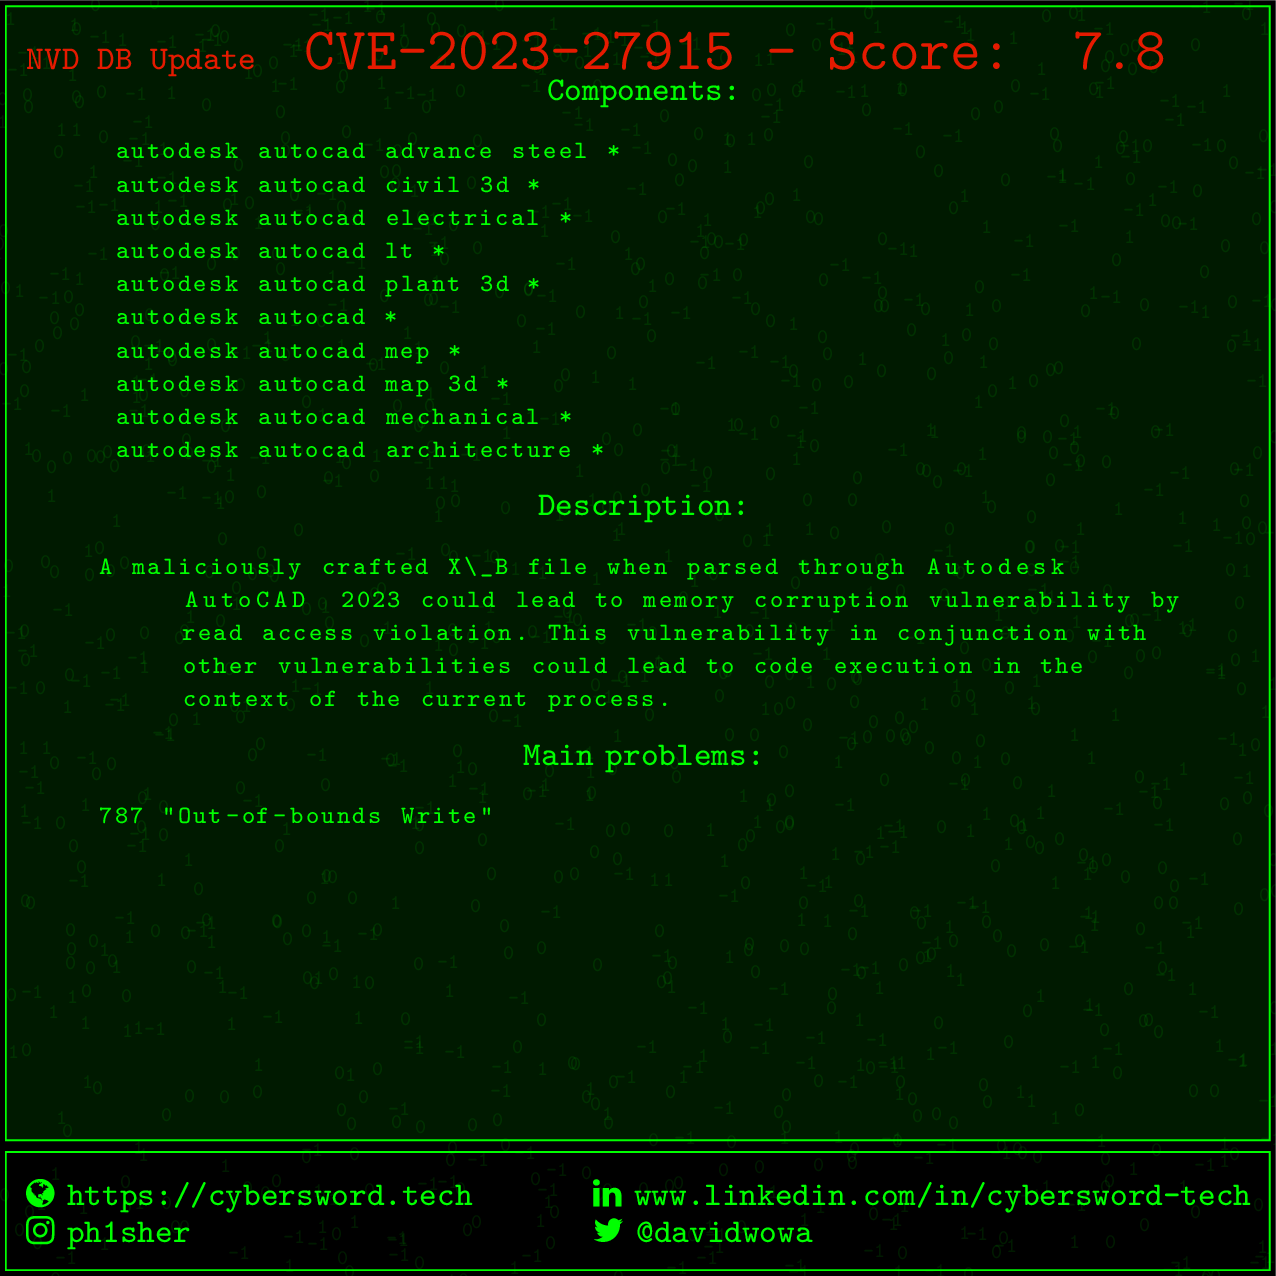 NVD DB Update CVE-2023-27915 - Score: 7.8
Components:
autodesk autocad advance steel *
autodesk autocad civil 3d *
autodesk autocad electrical *
autodesk autocad lt *
autodesk autocad plant 3d *
autodesk autocad *
autodesk autocad mep *
autodesk autocad map 3d *
autodesk autocad mechanical *
autodesk autocad architecture *
Description:
A maliciously crafted X\_B file when parsed through Autodesk
AutoCAD 2023 could lead to memory corruption vulnerability by
read access violation. This vulnerability in conjunction with
other vulnerabilities could lead to code execution in the
context of the current process.
Main problems:
787 "Out-of-bounds Write"
https://cybersword.tech www.linkedin.com/in/cybersword-tech
ph1sher @davidwowa